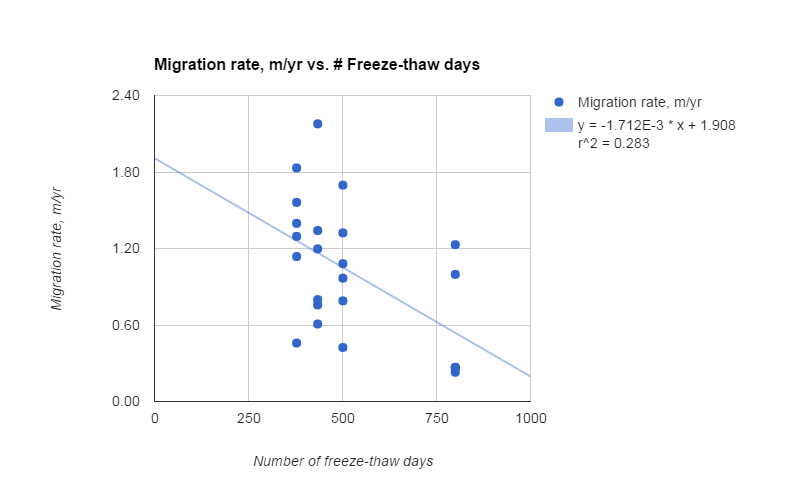 Migration rate, m/yr vs. # Freeze-thaw days
Migration rate, m/yr
y = -1.712E-3 * x + 1.908
r^2 = 0.283
2.40
1.80
1.20
0.60
0.00
Migration rate, m/yr
0 250 500 750 1000
Number of freeze-thaw days